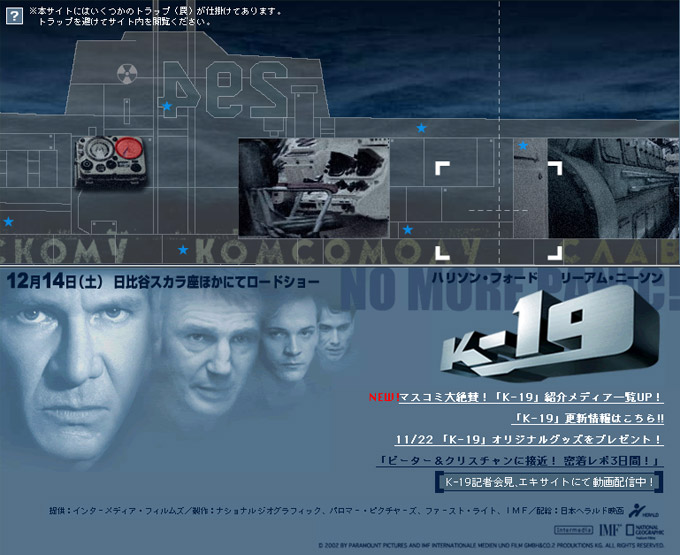 ?
※本サイトにはいくつかのトラップ（罠）が仕掛けてあります。
トラップを避けてサイト内を閲覧ください。
294
СКОМУ КОМСОМОЛУ СЛАВ
12月14日（土） 日比谷スカラ座ほかにてロードショー
ハリソン・フォード リーアム・ニーソン
NO MORE PANIC!
K-19
NEW! マスコミ大絶賛！「K-19」紹介メディア一覧UP！
「K-19」更新情報はこちら!!
11/22 「K-19」オリジナルグッズをプレゼント！
「ピーター＆クリスチャンに接近！ 密着レポ3日間！」
K-19記者会見、エキサイトにて動画配信中！
提供：インターメディア・フィルムズ／製作：ナショナルジオグラフィック、パロマー・ピクチャーズ、ファースト・ライト、IMF／配給：日本ヘラルド映画 HERALD
Intermedia IMF NATIONAL GEOGRAPHIC
© 2002 BY PARAMOUNT PICTURES AND IMF INTERNATIONALE MEDIEN UND FILM GMBH&CO.2 PRODUKTIONS KG. ALL RIGHTS RESERVED.